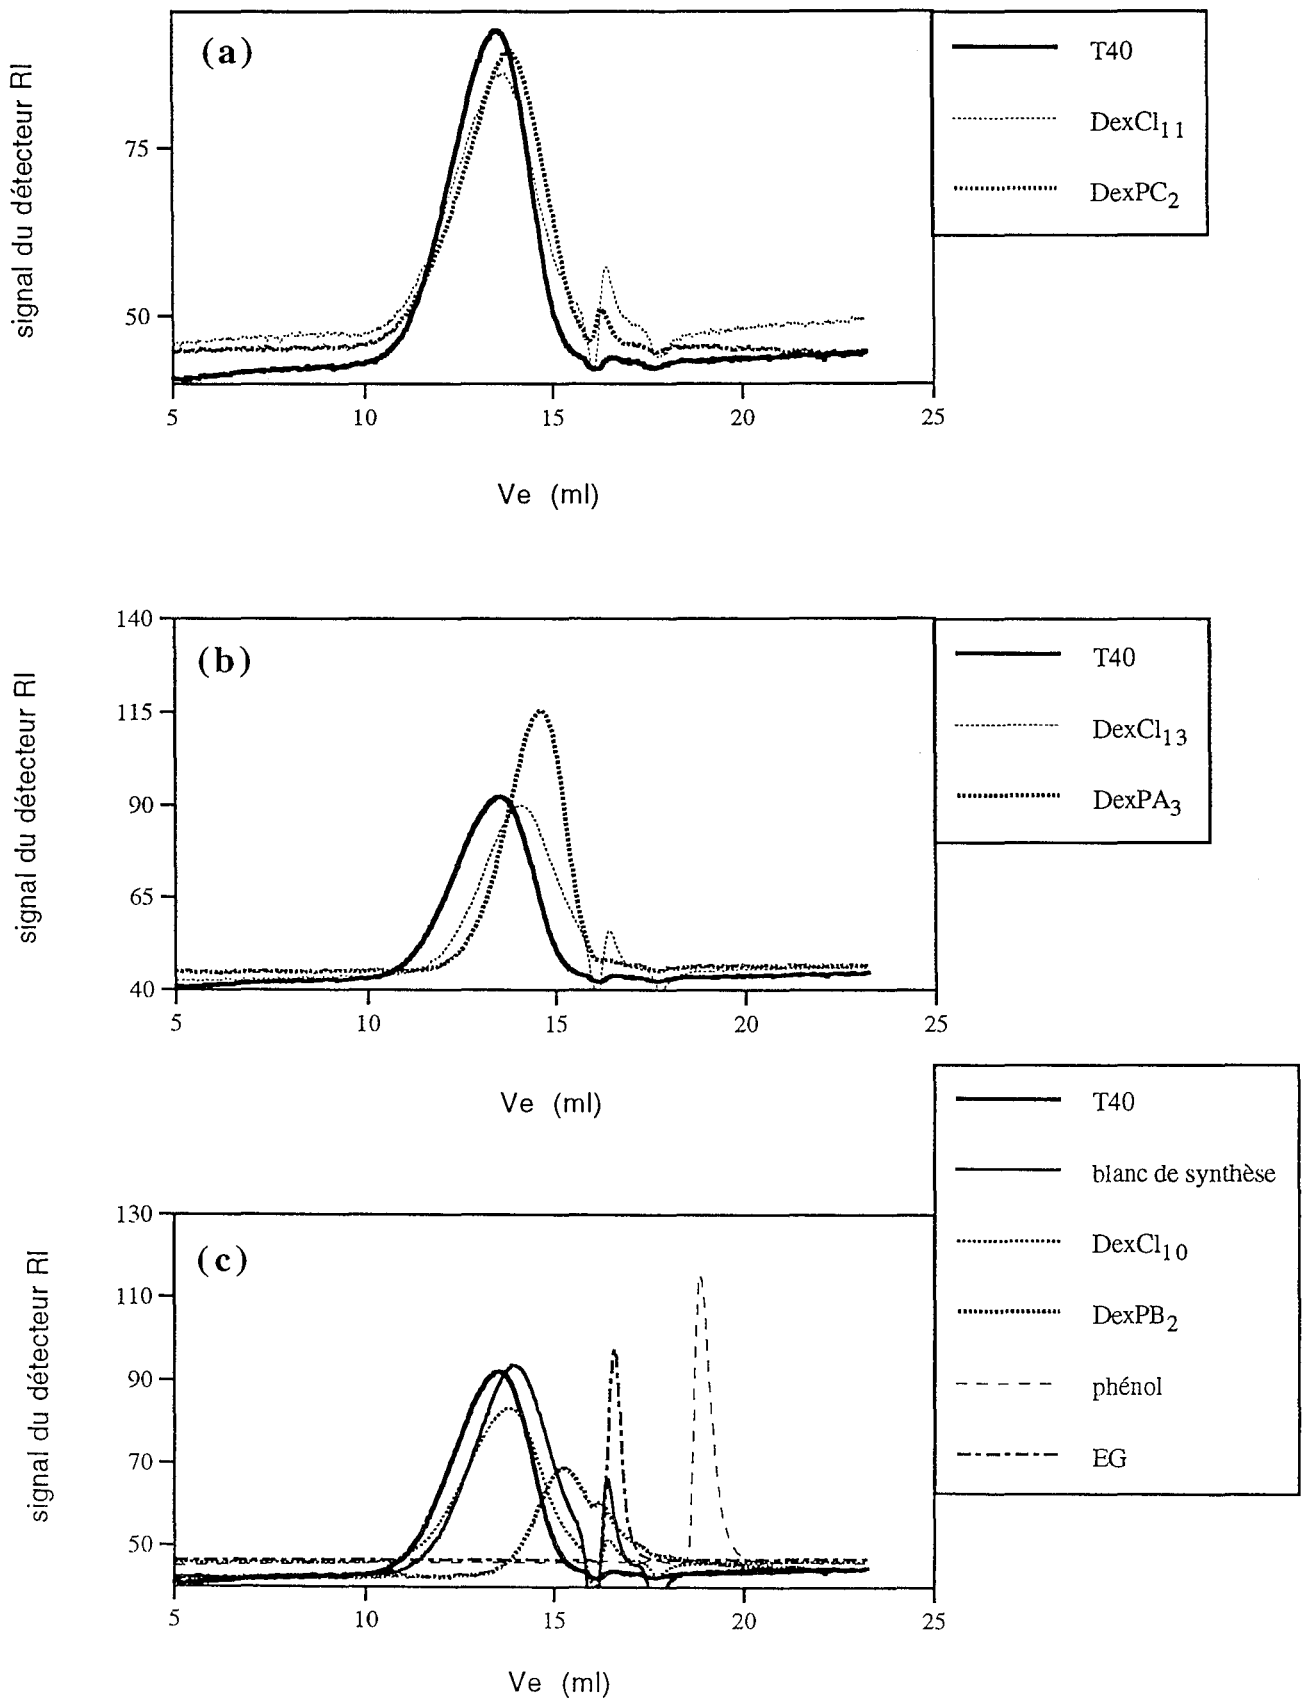 (a)
signal du détecteur RI
75
50
5 10 15 20 25
Ve (ml)
T40
DexCl11
DexPC2
(b)
signal du détecteur RI
140
115
90
65
40
5 10 15 20 25
Ve (ml)
T40
DexCl13
DexPA3
(c)
signal du détecteur RI
130
110
90
70
50
5 10 15 20 25
Ve (ml)
T40
blanc de synthèse
DexCl10
DexPB2
phénol
EG